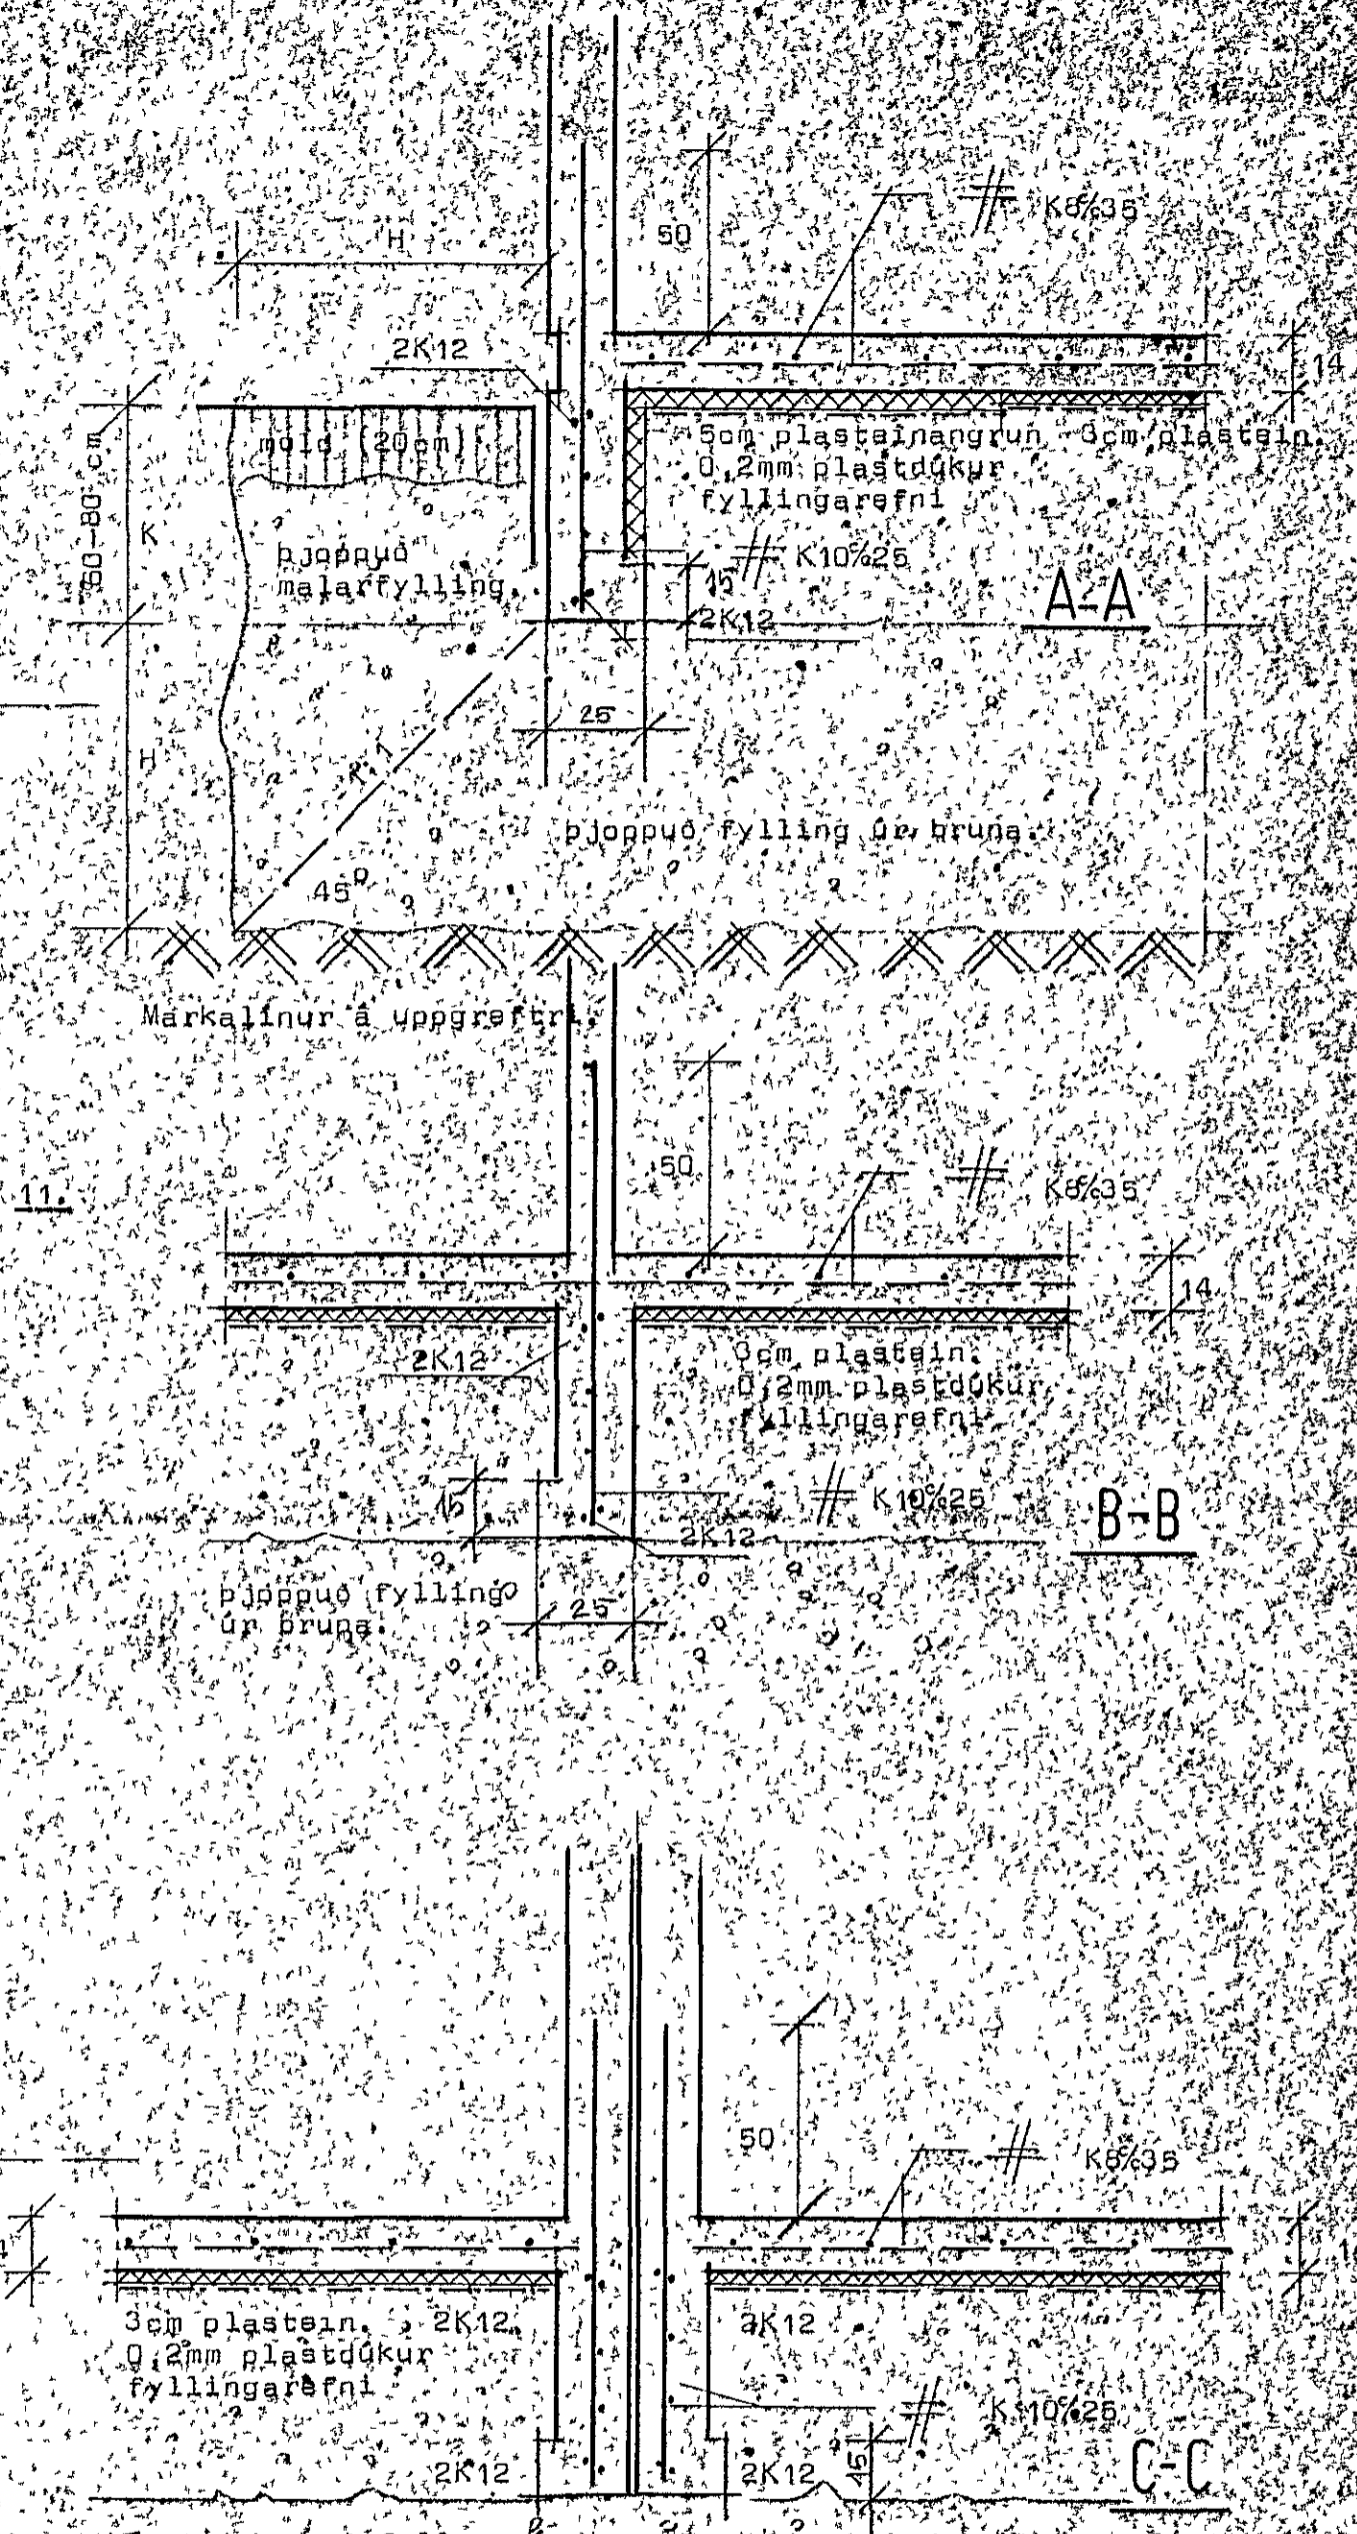 H
50
# K8%35
2K12
14
mold (20cm)
5cm plasteinangrun 3cm plastein.
0,2mm plastdúkur
fyllingarefni
60-80 cm
K
þjöppuð
malarfylling.
# K10%25
15
2K12
A-A
25
H
R
þjöppuð fylling úr bruna.
45°
Markalínur á uppgreftri.
50
# K8%35
11.
14
2K12
3cm plastein.
0,2mm plastdúkur
fyllingarefni
15
# K10%25
2K12
B-B
þjöppuð fylling
úr bruna.
25
50
# K8%35
3cm plastein. 2K12
0,2mm plastdúkur
fyllingarefni
2K12
# K10%25
2K12
2K12
15
C-C